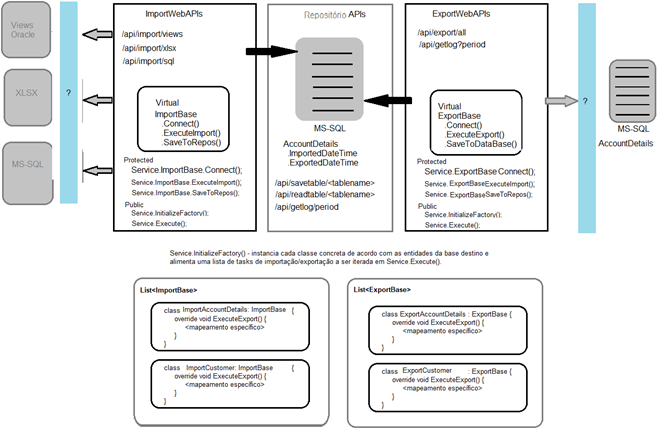 Views
Oracle
XLSX
MS-SQL
?
ImportWebAPIs
/api/import/views
/api/import/xlsx
/api/import/sql
Virtual
ImportBase
.Connect()
.ExecuteImport()
.SaveToRepos()
Protected
Service.ImportBase.Connect();
Service.ImportBase.ExecuteImport();
Service.ImportBase.SaveToRepos();
Public
Service.InitializeFactory();
Service.Execute();
Repositório APIs
MS-SQL
AccountDetails
.ImportedDateTime
.ExportedDateTime
/api/savetable/<tablename>
/api/readtable/<tablename>
/api/getlog/period
ExportWebAPIs
/api/export/all
/api/getlog?period
Virtual
ExportBase
.Connect()
.ExecuteExport()
.SaveToDataBase()
Protected
Service.ExportBase.Connect();
Service.ExportBaseExecuteImport();
Service.ExportBaseSaveToRepos();
Public
Service.InitializeFactory();
Service.Execute();
?
MS-SQL
AccountDetails
Service.InitializeFactory() - instancia cada classe concreta de acordo com as entidades da base destino e
alimenta uma lista de tasks de importação/exportação a ser iterada em Service.Execute().
List<ImportBase>
class ImportAccountDetails: ImportBase {
override void ExecuteExport() {
<mapeamento específico>
}
}
class ImportCustomer: ImportBase {
override void ExecuteExport() {
<mapeamento específico>
}
}
List<ExportBase>
class ExportAccountDetails : ExportBase {
override void ExecuteExport() {
<mapeamento específico>
}
}
class ExportCustomer : ExportBase {
override void ExecuteExport() {
<mapeamento específico>
}
}